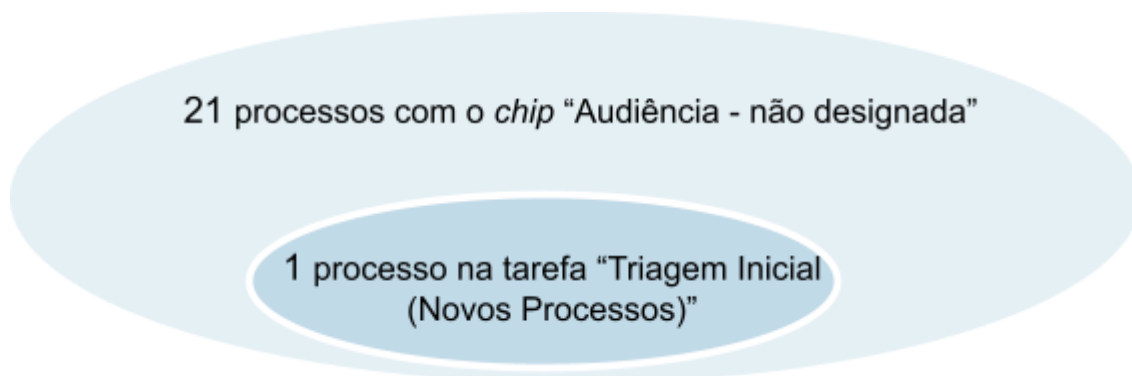 21 processos com o chip “Audiência - não designada”
1 processo na tarefa “Triagem Inicial
(Novos Processos)”